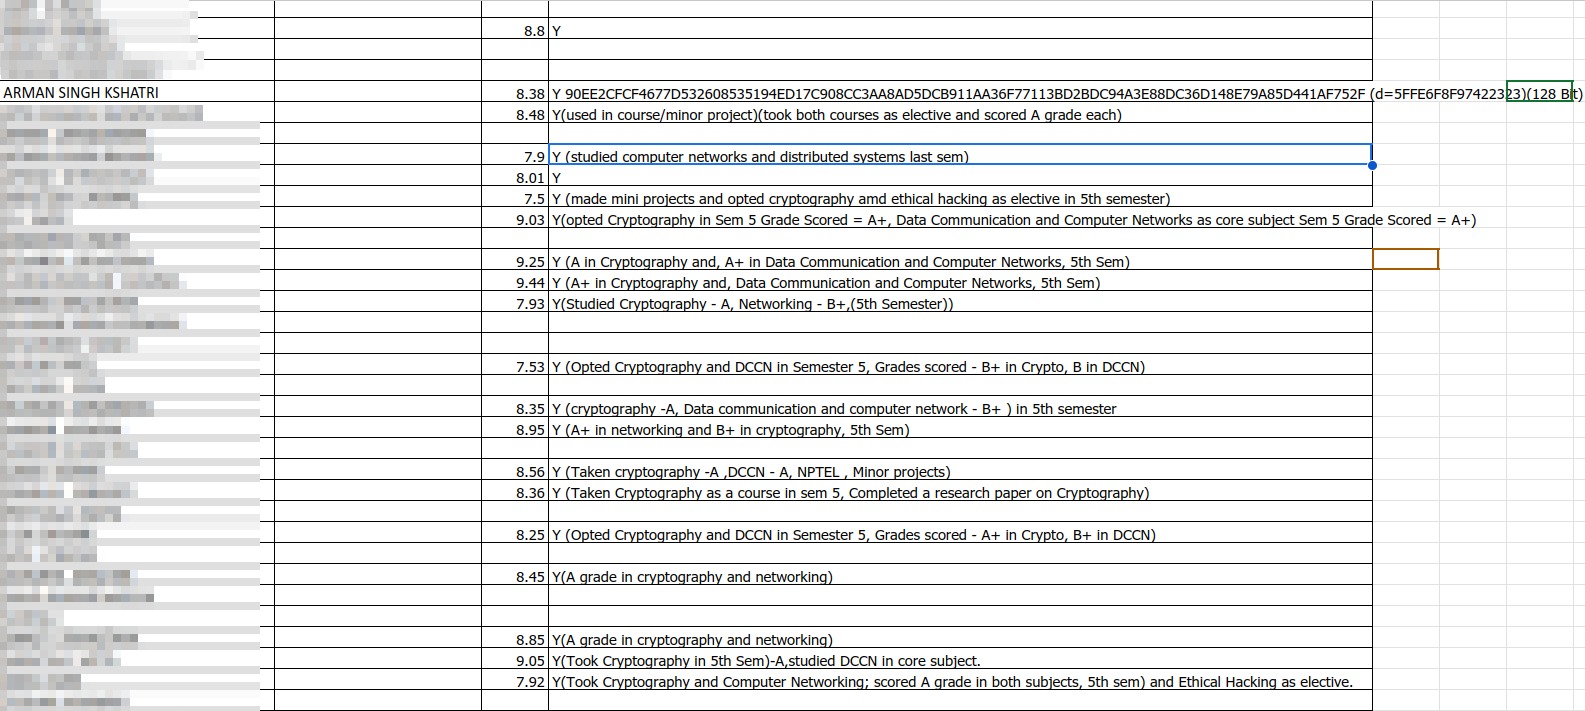 8.8 Y
ARMAN SINGH KSHATRI 8.38 Y 90EE2CFCF4677D532608535194ED17C908CC3AA8AD5DCB911AA36F77113BD2BDC94A3E88DC36D148E79A85D441AF752F (d=5FFE6F8F97422323)(128 Bit)
8.48 Y(used in course/minor project)(took both courses as elective and scored A grade each)
7.9 Y (studied computer networks and distributed systems last sem)
8.01 Y
7.5 Y (made mini projects and opted cryptography amd ethical hacking as elective in 5th semester)
9.03 Y(opted Cryptography in Sem 5 Grade Scored = A+, Data Communication and Computer Networks as core subject Sem 5 Grade Scored = A+)
9.25 Y (A in Cryptography and, A+ in Data Communication and Computer Networks, 5th Sem)
9.44 Y (A+ in Cryptography and, Data Communication and Computer Networks, 5th Sem)
7.93 Y(Studied Cryptography - A, Networking - B+,(5th Semester))
7.53 Y (Opted Cryptography and DCCN in Semester 5, Grades scored - B+ in Crypto, B in DCCN)
8.35 Y (cryptography -A, Data communication and computer network - B+ ) in 5th semester
8.95 Y (A+ in networking and B+ in cryptography, 5th Sem)
8.56 Y (Taken cryptography -A ,DCCN - A, NPTEL , Minor projects)
8.36 Y (Taken Cryptography as a course in sem 5, Completed a research paper on Cryptography)
8.25 Y (Opted Cryptography and DCCN in Semester 5, Grades scored - A+ in Crypto, B+ in DCCN)
8.45 Y(A grade in cryptography and networking)
8.85 Y(A grade in cryptography and networking)
9.05 Y(Took Cryptography in 5th Sem)-A,studied DCCN in core subject.
7.92 Y(Took Cryptography and Computer Networking; scored A grade in both subjects, 5th sem) and Ethical Hacking as elective.